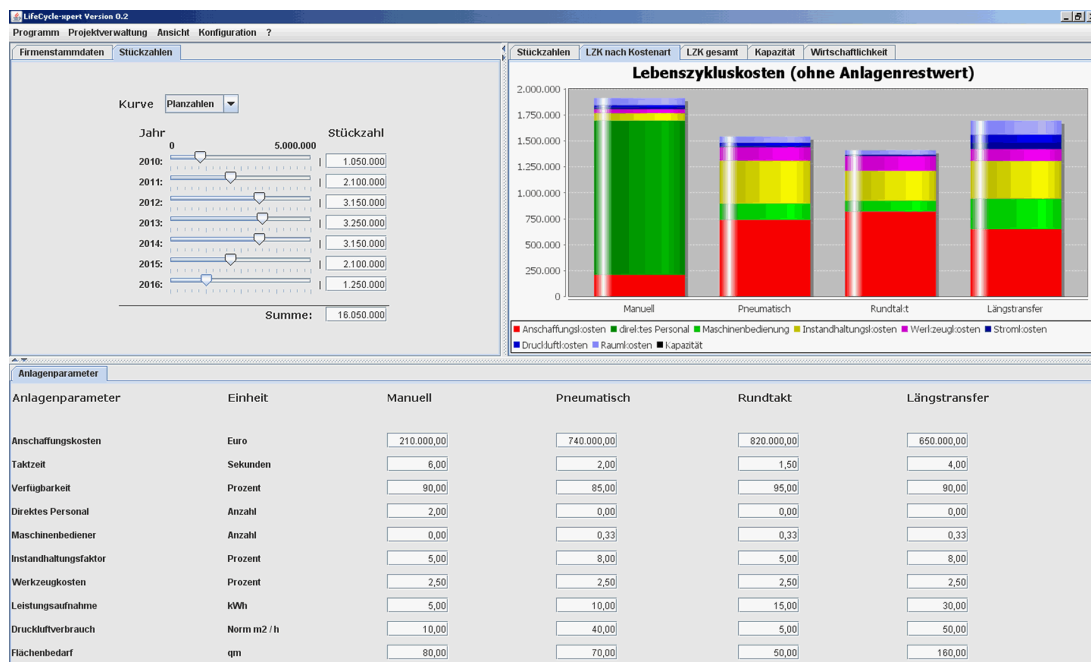 LifeCycle-xpert Version 0.2
Programm Projektverwaltung Ansicht Konfiguration ?
Firmenstammdaten Stückzahlen
Kurve Planzahlen
Jahr Stückzahl
0 5.000.000
2010: 1.050.000
2011: 2.100.000
2012: 3.150.000
2013: 3.250.000
2014: 3.150.000
2015: 2.100.000
2016: 1.250.000
Summe: 16.050.000
Stückzahlen LZK nach Kostenart LZK gesamt Kapazität Wirtschaftlichkeit
Lebenszykluskosten (ohne Anlagenrestwert)
2.000.000
1.750.000
1.500.000
1.250.000
1.000.000
750.000
500.000
250.000
0
Manuell Pneumatisch Rundtakt Längstransfer
Anschaffungskosten direktes Personal Maschinenbedienung Instandhaltungskosten Werkzeugkosten Stromkosten
Druckluftkosten Raumkosten Kapazität
Anlagenparameter
Anlagenparameter Einheit Manuell Pneumatisch Rundtakt Längstransfer
Anschaffungskosten Euro 210.000,00 740.000,00 820.000,00 650.000,00
Taktzeit Sekunden 6,00 2,00 1,50 4,00
Verfügbarkeit Prozent 90,00 85,00 95,00 90,00
Direktes Personal Anzahl 2,00 0,00 0,00 0,00
Maschinenbediener Anzahl 0,00 0,33 0,33 0,33
Instandhaltungsfaktor Prozent 5,00 8,00 5,00 8,00
Werkzeugkosten Prozent 2,50 2,50 2,50 2,50
Leistungsaufnahme kWh 5,00 10,00 15,00 30,00
Druckluftverbrauch Norm m2 / h 10,00 40,00 5,00 50,00
Flächenbedarf qm 80,00 70,00 50,00 160,00